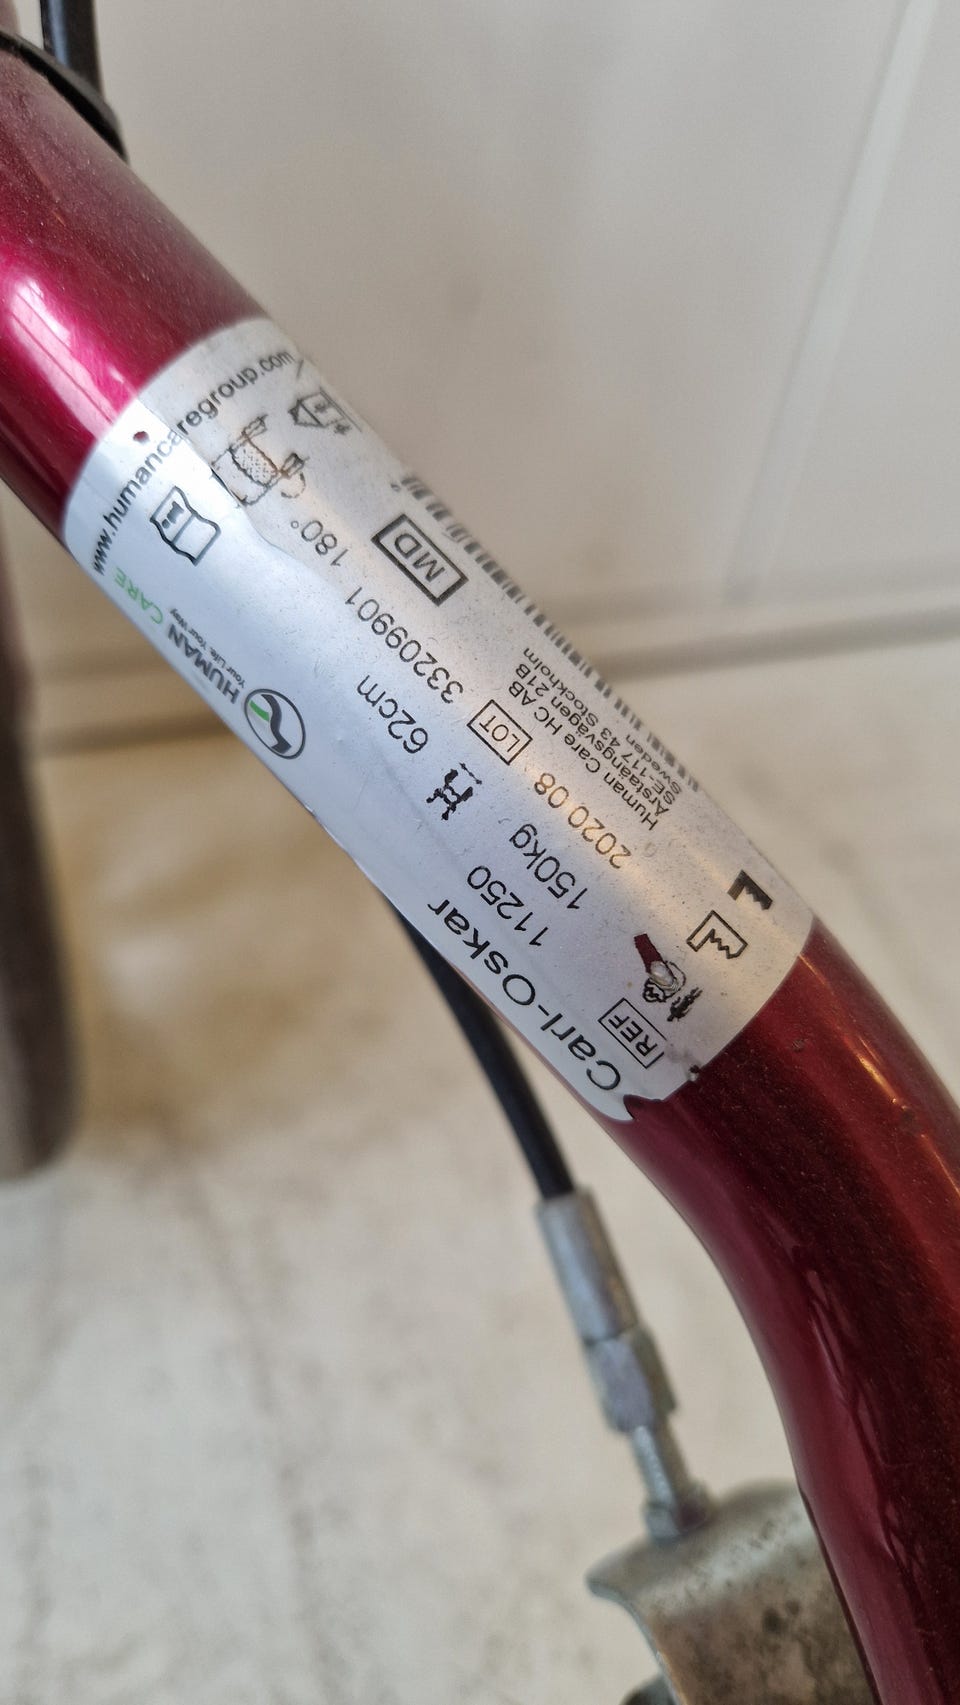 Carl-Oskar
REF 11250
150kg
2020 08
Human Care HC AB
Årstaängsvägen 21B
SE-117 43 Stockholm
Sweden
62cm
LOT 33209901
180°
MD
HUMAN CARE
Your Life. Your Way
www.humancaregroup.com